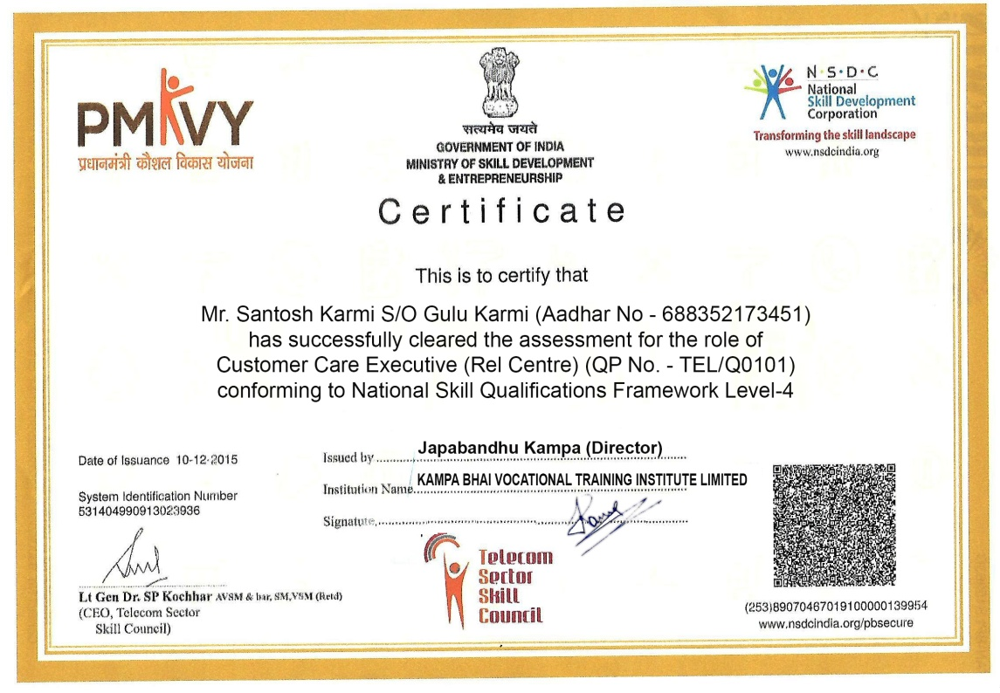 PMKVY
प्रधानमंत्री कौशल विकास योजना
सत्यमेव जयते
GOVERNMENT OF INDIA
MINISTRY OF SKILL DEVELOPMENT
& ENTREPRENEURSHIP
N·S·D·C
National
Skill Development
Corporation
Transforming the skill landscape
www.nsdcindia.org
Certificate
This is to certify that
Mr. Santosh Karmi S/O Gulu Karmi (Aadhar No - 688352173451)
has successfully cleared the assessment for the role of
Customer Care Executive (Rel Centre) (QP No. - TEL/Q0101)
conforming to National Skill Qualifications Framework Level-4
Date of Issuance 10-12-2015
System Identification Number
531404990913023936
Lt Gen Dr. SP Kochhar AVSM & bar, SM,VSM (Retd)
(CEO, Telecom Sector
Skill Council)
Issued by Japabandhu Kampa (Director)
Institution Name KAMPA BHAI VOCATIONAL TRAINING INSTITUTE LIMITED
Signature
Telecom
Sector
Skill
Council
(253)89070467019100000139954
www.nsdcindia.org/pbsecure